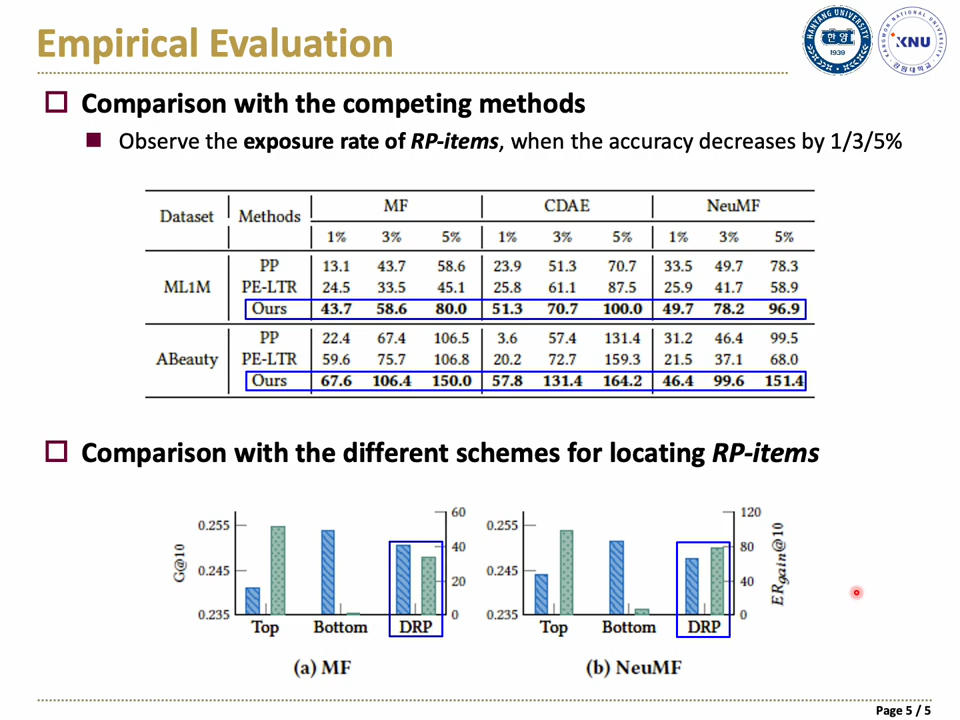 Empirical Evaluation
HANYANG UNIVERSITY
한양
1939
KANGWON NATIONAL UNIVERSITY
KNU
강원대학교
Comparison with the competing methods
Observe the exposure rate of RP-items, when the accuracy decreases by 1/3/5%
Dataset Methods MF CDAE NeuMF
1% 3% 5% 1% 3% 5% 1% 3% 5%
PP 13.1 43.7 58.6 23.9 51.3 70.7 33.5 49.7 78.3
ML1M PE-LTR 24.5 33.5 45.1 25.8 61.1 87.5 25.9 41.7 58.9
Ours 43.7 58.6 80.0 51.3 70.7 100.0 49.7 78.2 96.9
PP 22.4 67.4 106.5 3.6 57.4 131.4 31.2 46.4 99.5
ABeauty PE-LTR 59.6 75.7 106.8 20.2 72.7 159.3 21.5 37.1 68.0
Ours 67.6 106.4 150.0 57.8 131.4 164.2 46.4 99.6 151.4
Comparison with the different schemes for locating RP-items
G@10
0.255
0.245
0.235
60
40
20
0
Top Bottom DRP
(a) MF
0.255
0.245
0.235
120
80
40
0
ERgain@10
Top Bottom DRP
(b) NeuMF
Page 5 / 5